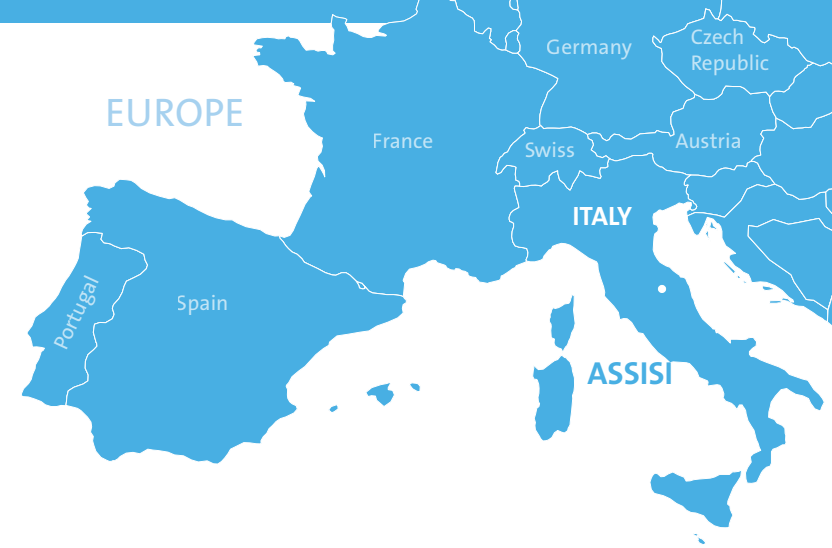 Germany
Czech
Republic
EUROPE
France
Swiss
Austria
ITALY
Portugal
Spain
ASSISI